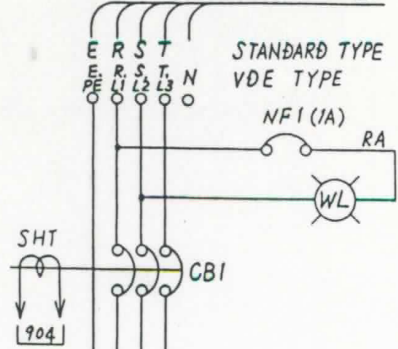 E R S T STANDARD TYPE
E. R. S. T. N VDE TYPE
PE L1 L2 L3
NF1 (1A)
RA
WL
SHT
CB1
904